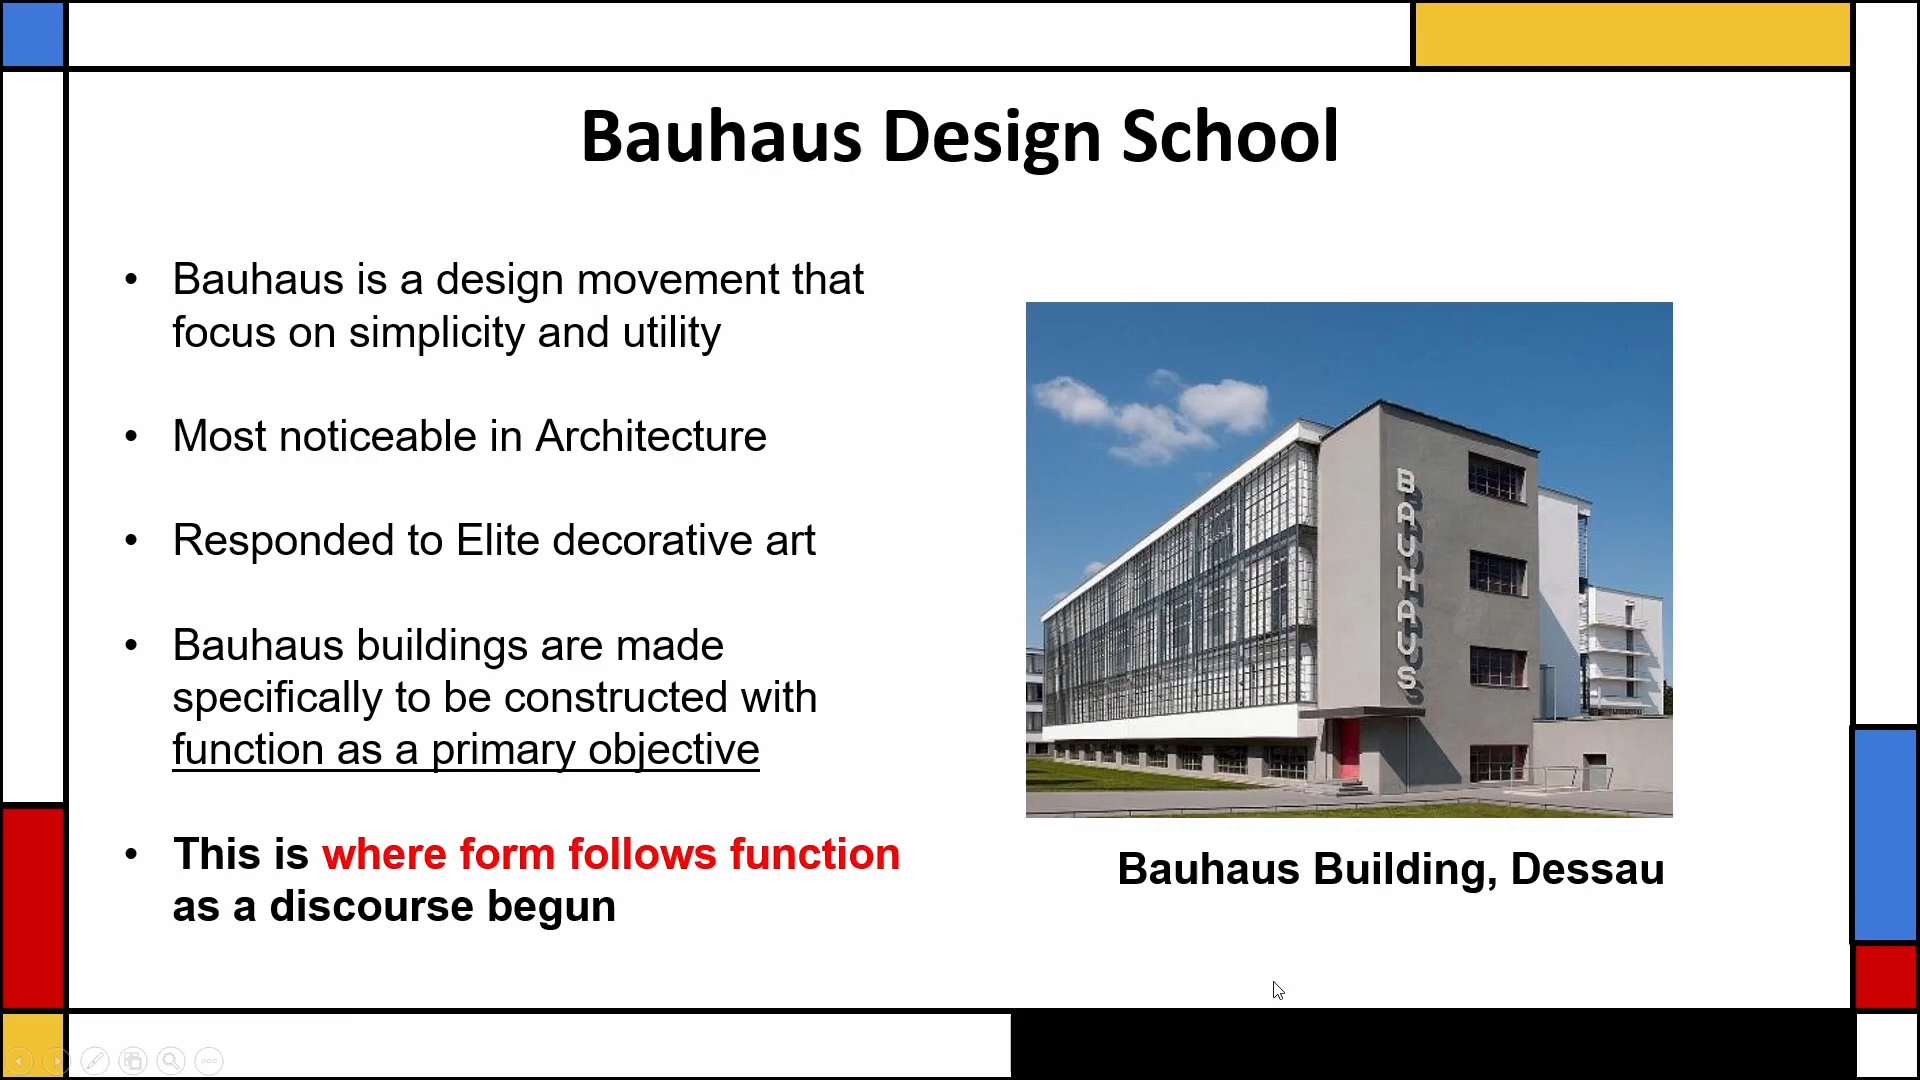 Bauhaus Design School
• Bauhaus is a design movement that
focus on simplicity and utility
• Most noticeable in Architecture
• Responded to Elite decorative art
• Bauhaus buildings are made
specifically to be constructed with
function as a primary objective
• This is where form follows function
as a discourse begun
BAUHAUS
Bauhaus Building, Dessau